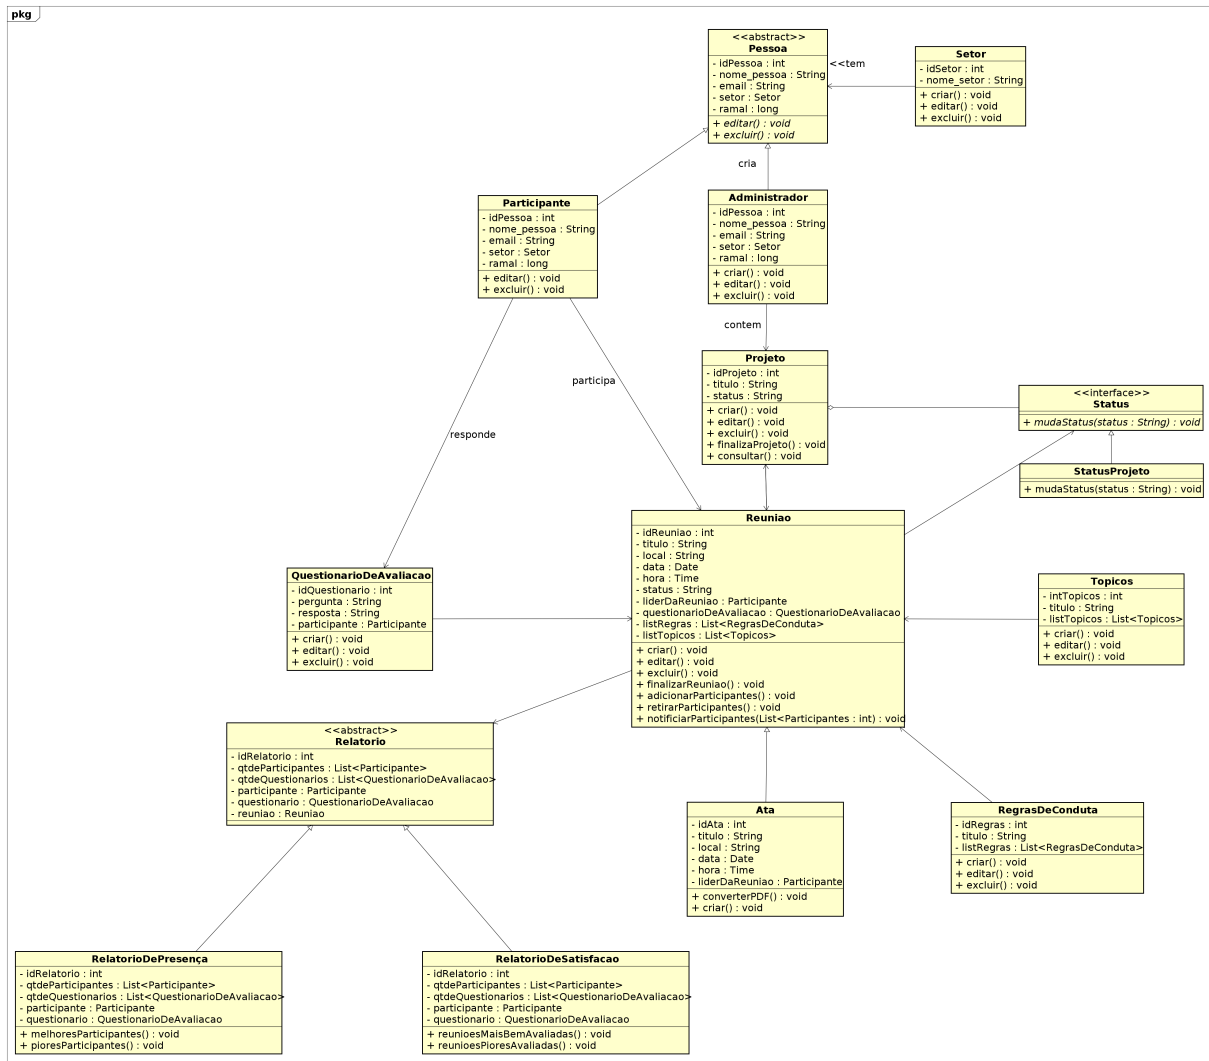 pkg
<<abstract>>
Pessoa
- idPessoa : int
- nome_pessoa : String
- email : String
- setor : Setor
- ramal : long
+ editar() : void
+ excluir() : void
<<tem
Setor
- idSetor : int
- nome_setor : String
+ criar() : void
+ editar() : void
+ excluir() : void
cria
Participante
- idPessoa : int
- nome_pessoa : String
- email : String
- setor : Setor
- ramal : long
+ editar() : void
+ excluir() : void
Administrador
- idPessoa : int
- nome_pessoa : String
- email : String
- setor : Setor
- ramal : long
+ criar() : void
+ editar() : void
+ excluir() : void
contem
Projeto
- idProjeto : int
- titulo : String
- status : String
+ criar() : void
+ editar() : void
+ excluir() : void
+ finalizaProjeto() : void
+ consultar() : void
participa
responde
<<interface>>
Status
+ mudaStatus(status : String) : void
StatusProjeto
+ mudaStatus(status : String) : void
Reuniao
- idReuniao : int
- titulo : String
- local : String
- data : Date
- hora : Time
- status : String
- liderDaReuniao : Participante
- questionarioDeAvaliacao : QuestionarioDeAvaliacao
- listRegras : List<RegrasDeConduta>
- listTopicos : List<Topicos>
+ criar() : void
+ editar() : void
+ excluir() : void
+ finalizarReuniao() : void
+ adicionarParticipantes() : void
+ retirarParticipantes() : void
+ notificiarParticipantes(List<Participantes : int) : void
QuestionarioDeAvaliacao
- idQuestionario : int
- pergunta : String
- resposta : String
- participante : Participante
+ criar() : void
+ editar() : void
+ excluir() : void
Topicos
- intTopicos : int
- titulo : String
- listTopicos : List<Topicos>
+ criar() : void
+ editar() : void
+ excluir() : void
<<abstract>>
Relatorio
- idRelatorio : int
- qtdeParticipantes : List<Participante>
- qtdeQuestionarios : List<QuestionarioDeAvaliacao>
- participante : Participante
- questionario : QuestionarioDeAvaliacao
- reuniao : Reuniao
Ata
- idAta : int
- titulo : String
- local : String
- data : Date
- hora : Time
- liderDaReuniao : Participante
+ converterPDF() : void
+ criar() : void
RegrasDeConduta
- idRegras : int
- titulo : String
- listRegras : List<RegrasDeConduta>
+ criar() : void
+ editar() : void
+ excluir() : void
RelatorioDePresença
- idRelatorio : int
- qtdeParticipantes : List<Participante>
- qtdeQuestionarios : List<QuestionarioDeAvaliacao>
- participante : Participante
- questionario : QuestionarioDeAvaliacao
+ melhoresParticipantes() : void
+ pioresParticipantes() : void
RelatorioDeSatisfacao
- idRelatorio : int
- qtdeParticipantes : List<Participante>
- qtdeQuestionarios : List<QuestionarioDeAvaliacao>
- participante : Participante
- questionario : QuestionarioDeAvaliacao
+ reunioesMaisBemAvaliadas() : void
+ reunioesPioresAvaliadas() : void